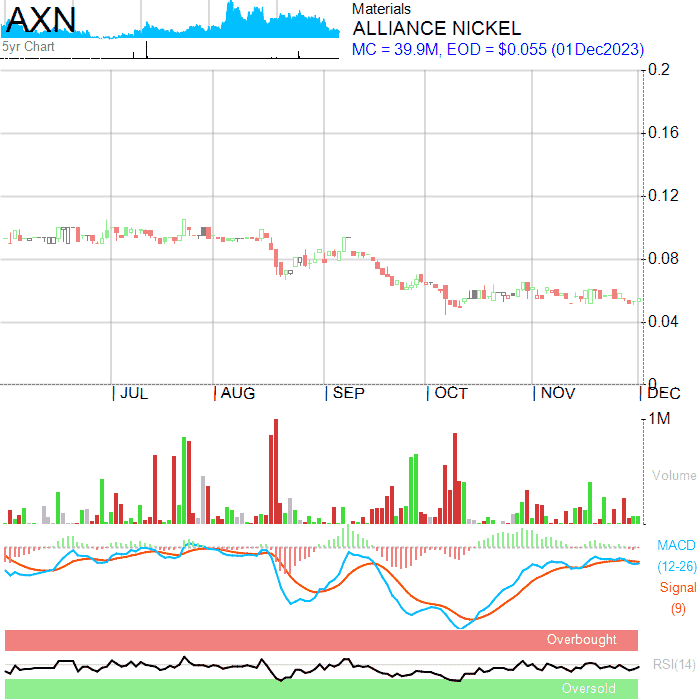 AXN
5yr Chart
Materials
ALLIANCE NICKEL
MC = 39.9M, EOD = $0.055 (01Dec2023)
0.2
0.16
0.12
0.08
0.04
0
JUL AUG SEP OCT NOV DEC
1M
Volume
MACD
(12-26)
Signal
(9)
Overbought
RSI(14)
Oversold